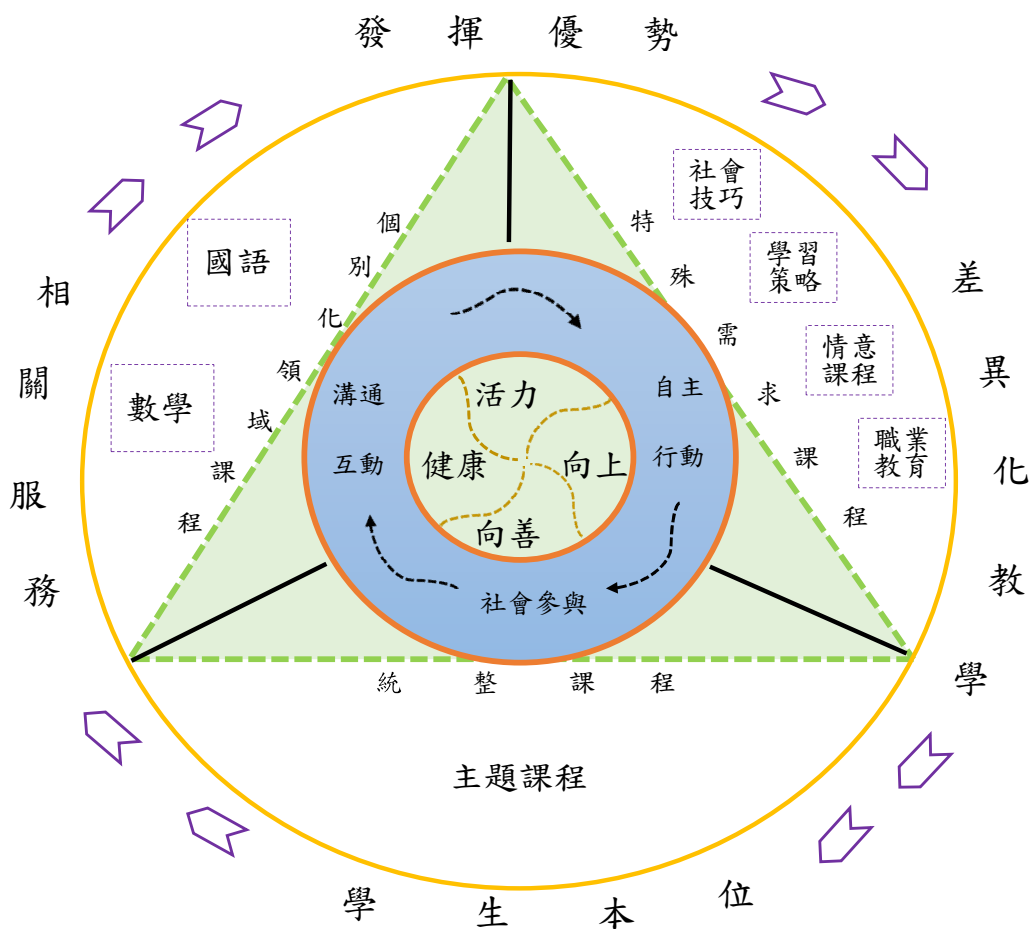 發揮優勢
相關服務
差異化教學
學生本位
個別化領域課程
特殊需求課程
統整課程
國語
數學
社會
技巧
學習
策略
情意
課程
職業
教育
主題課程
溝通
互動
自主
行動
社會參與
活力
健康
向上
向善